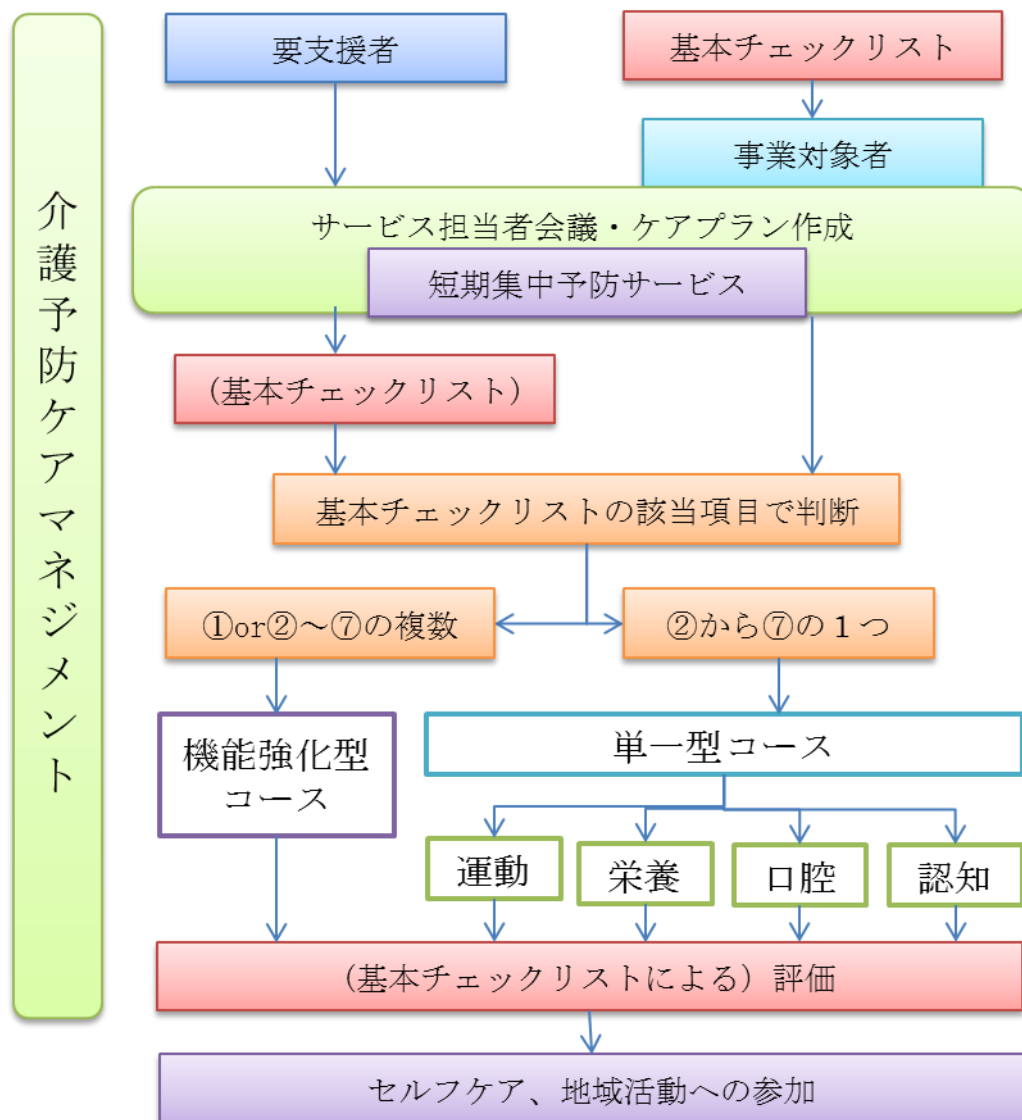 介護予防ケアマネジメント
要支援者
基本チェックリスト
事業対象者
サービス担当者会議・ケアプラン作成
短期集中予防サービス
（基本チェックリスト）
基本チェックリストの該当項目で判断
①or②～⑦の複数
②から⑦の１つ
機能強化型
コース
単一型コース
運動
栄養
口腔
認知
（基本チェックリストによる）評価
セルフケア、地域活動への参加